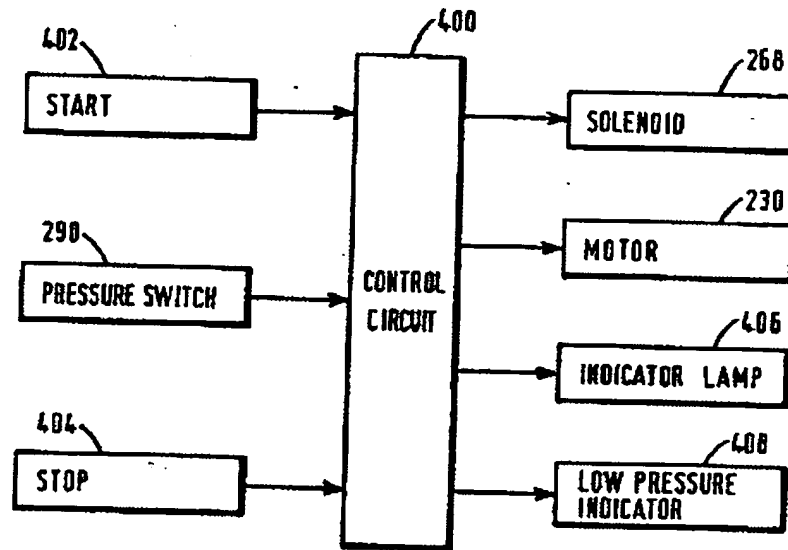 402
START
290
PRESSURE SWITCH
404
STOP
400
CONTROL
CIRCUIT
268
SOLENOID
230
MOTOR
406
INDICATOR LAMP
408
LOW PRESSURE
INDICATOR